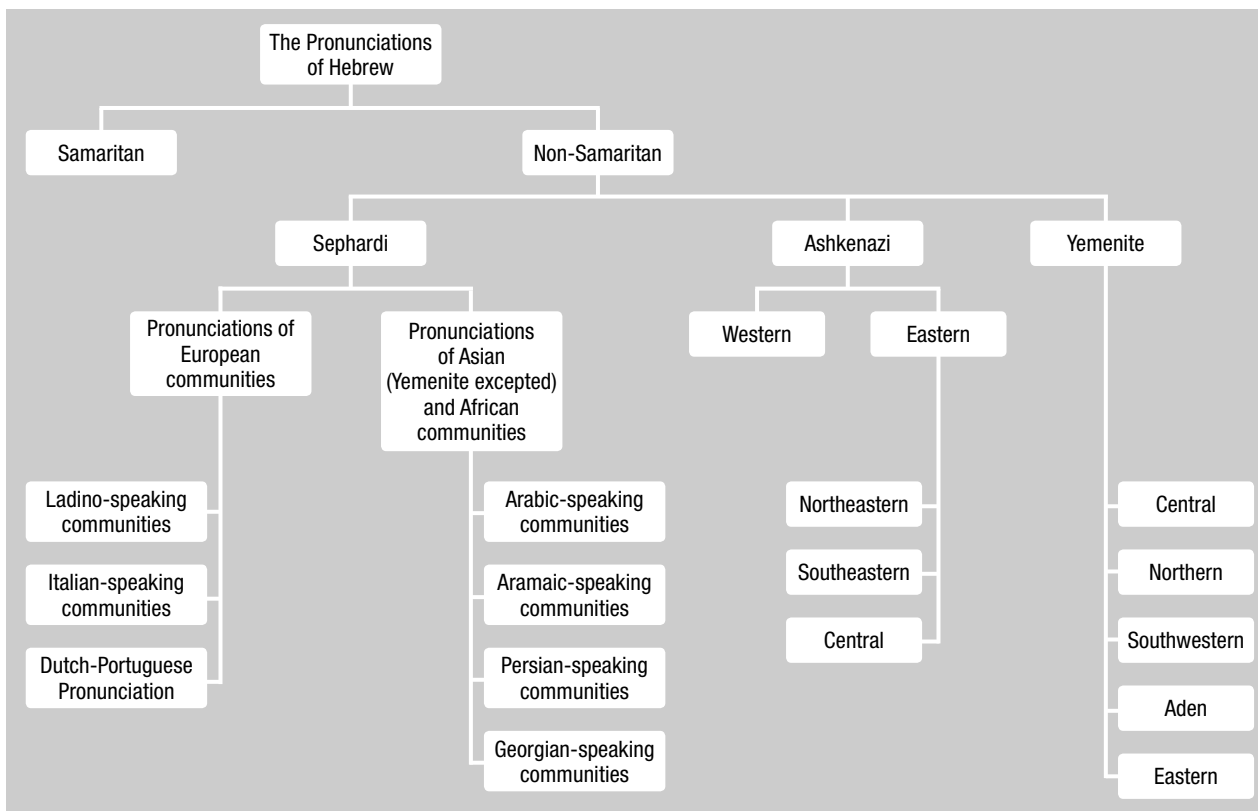 The Pronunciations
of Hebrew
Samaritan
Non-Samaritan
Sephardi
Ashkenazi
Yemenite
Pronunciations of
European
communities
Pronunciations
of Asian
(Yemenite excepted)
and African
communities
Western
Eastern
Ladino-speaking
communities
Italian-speaking
communities
Dutch-Portuguese
Pronunciation
Arabic-speaking
communities
Aramaic-speaking
communities
Persian-speaking
communities
Georgian-speaking
communities
Northeastern
Southeastern
Central
Central
Northern
Southwestern
Aden
Eastern